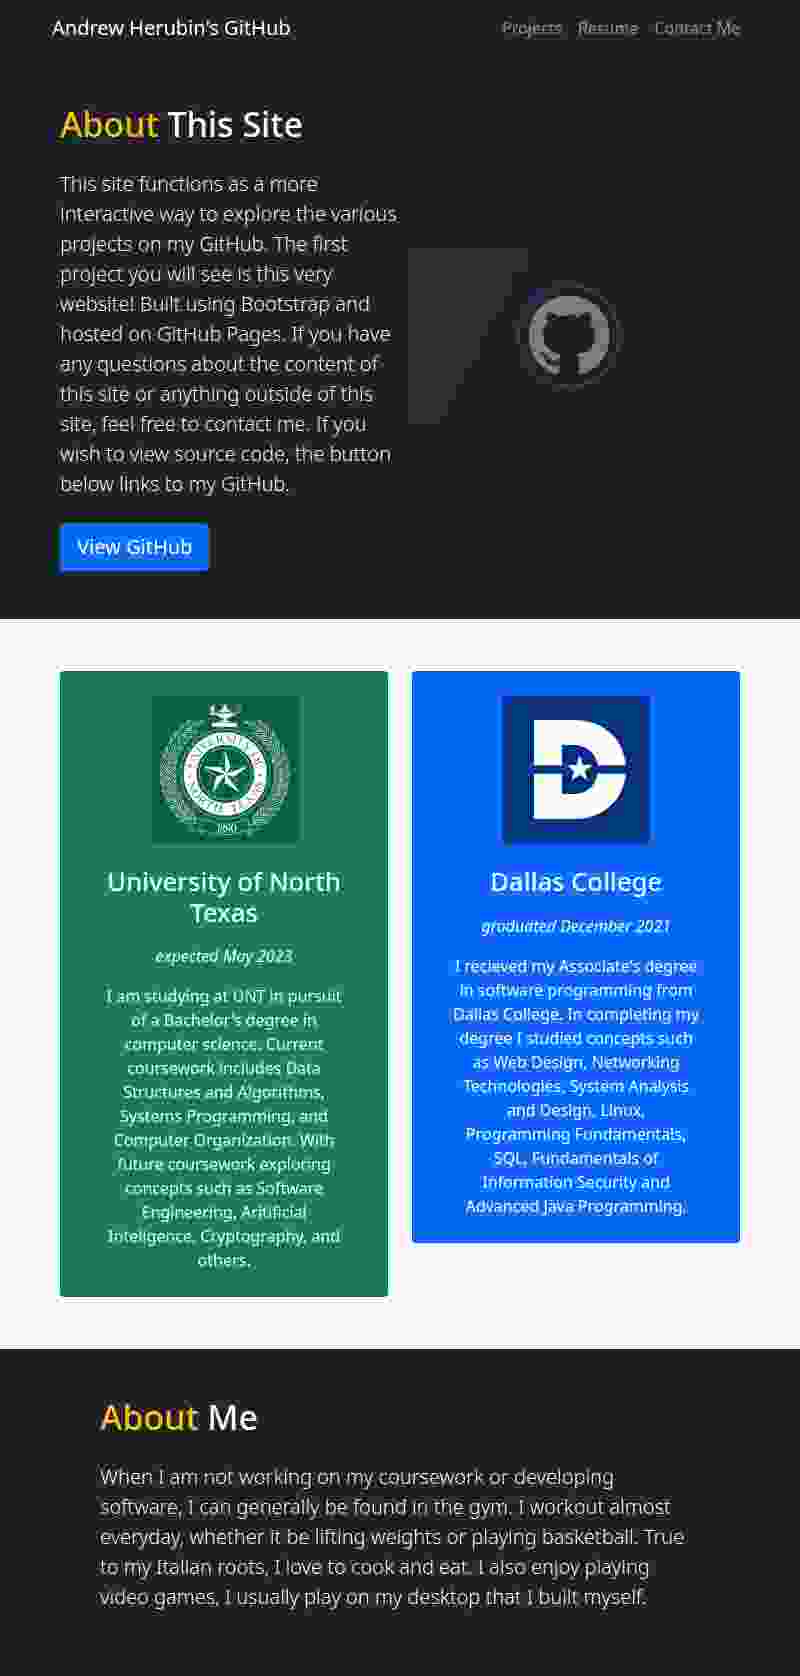 Andrew Herubin's GitHub
Projects Resume Contact Me
About This Site
This site functions as a more
interactive way to explore the various
projects on my GitHub. The first
project you will see is this very
website! Built using Bootstrap and
hosted on GitHub Pages. If you have
any questions about the content of
this site or anything outside of this
site, feel free to contact me. If you
wish to view source code, the button
below links to my GitHub.
View GitHub
UNIVERSITY OF
NORTH TEXAS
1890
University of North
Texas
expected May 2023
I am studying at UNT in pursuit
of a Bachelor's degree in
computer science. Current
coursework includes Data
Structures and Algorithms,
Systems Programming, and
Computer Organization. With
future coursework exploring
concepts such as Software
Engineering, Aritificial
Inteligence, Cryptography, and
others.
D
Dallas College
graduated December 2021
I recieved my Associate's degree
in software programming from
Dallas College. In completing my
degree I studied concepts such
as Web Design, Networking
Technologies, System Analysis
and Design, Linux,
Programming Fundamentals,
SQL, Fundamentals of
Information Security and
Advanced Java Programming.
About Me
When I am not working on my coursework or developing
software, I can generally be found in the gym. I workout almost
everyday, whether it be lifting weights or playing basketball. True
to my Italian roots, I love to cook and eat. I also enjoy playing
video games, I usually play on my desktop that I built myself.